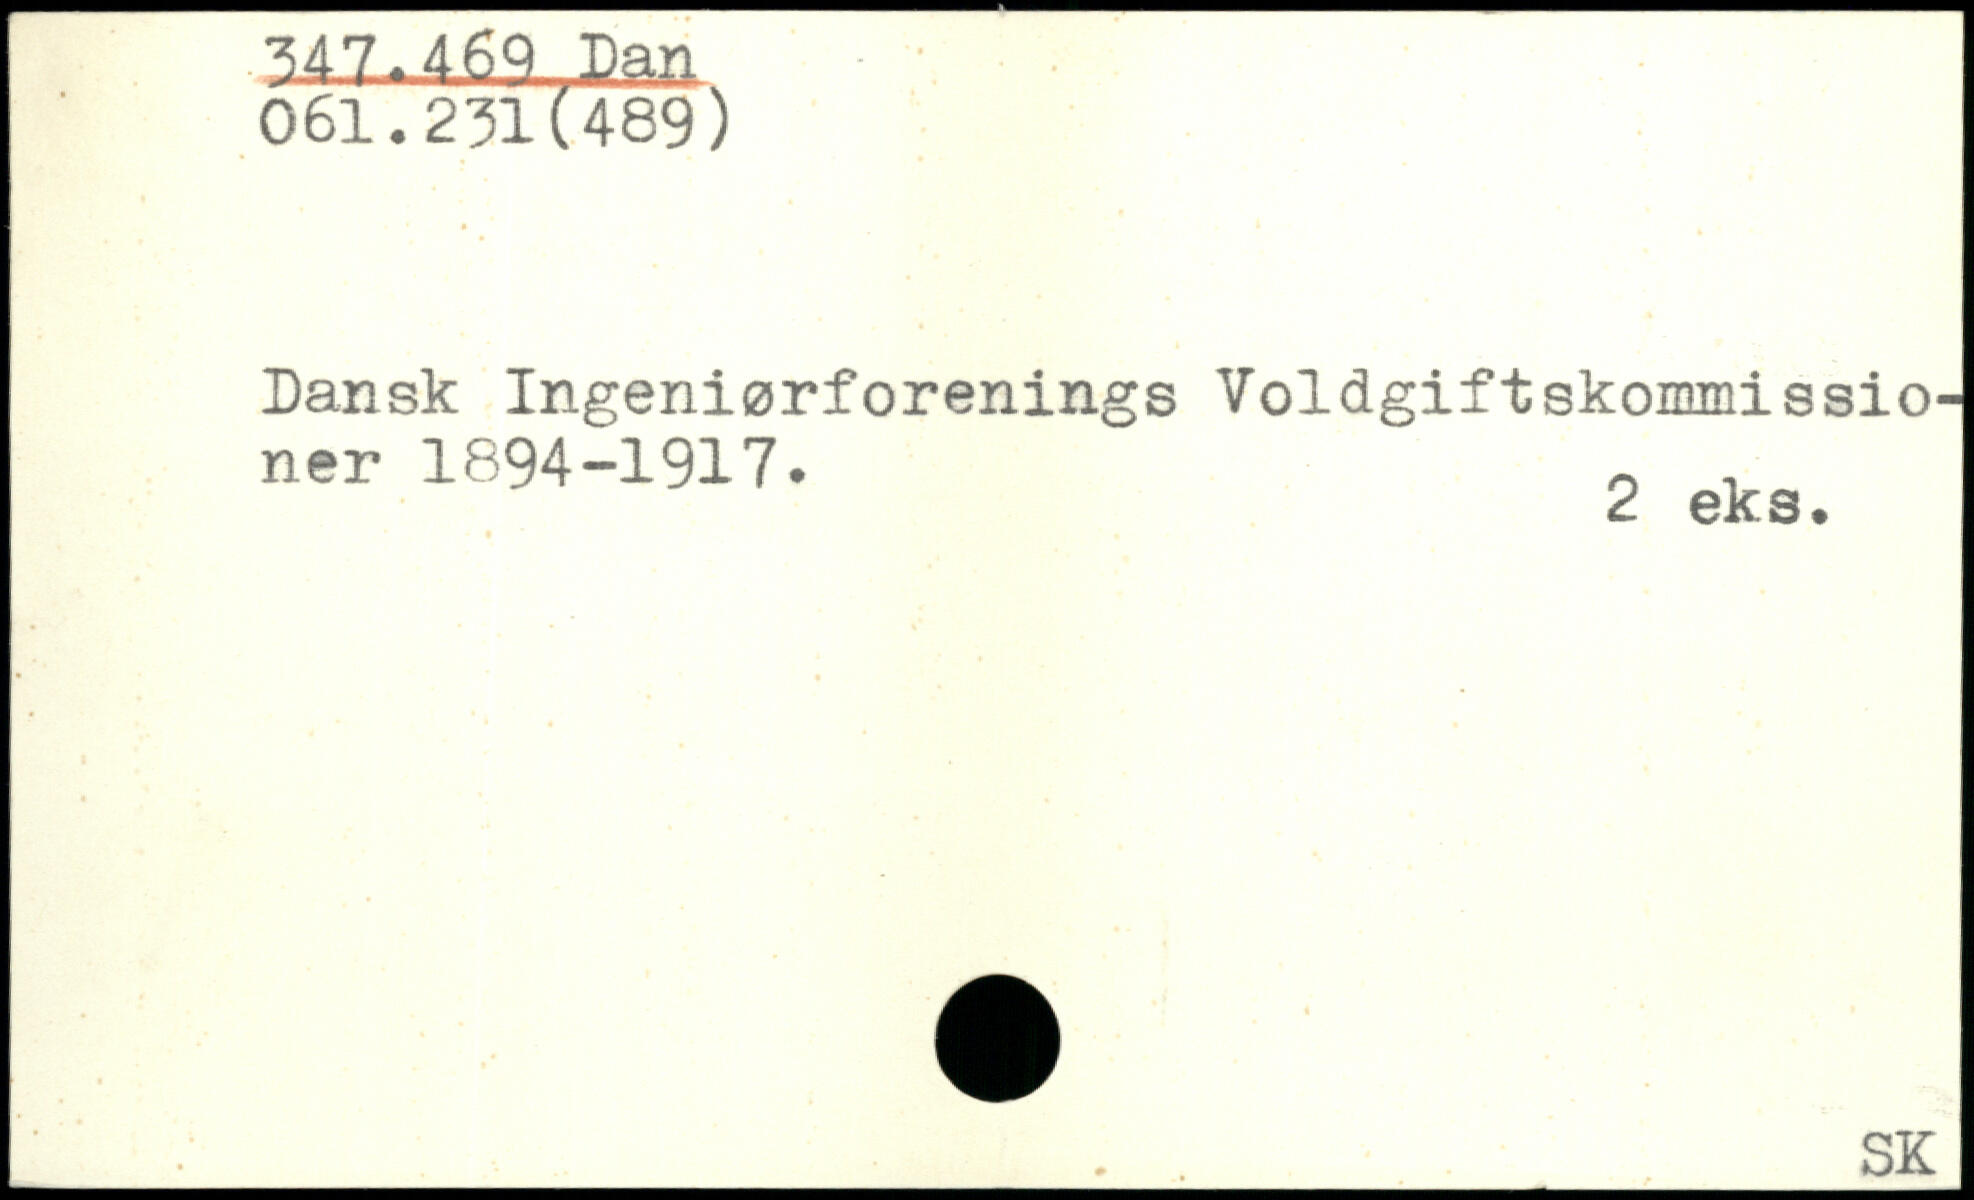 347.469 Dan
061.231(489)
Dansk Ingeniørforenings Voldgiftskommissio-
ner 1894-1917.
2 eks.
SK